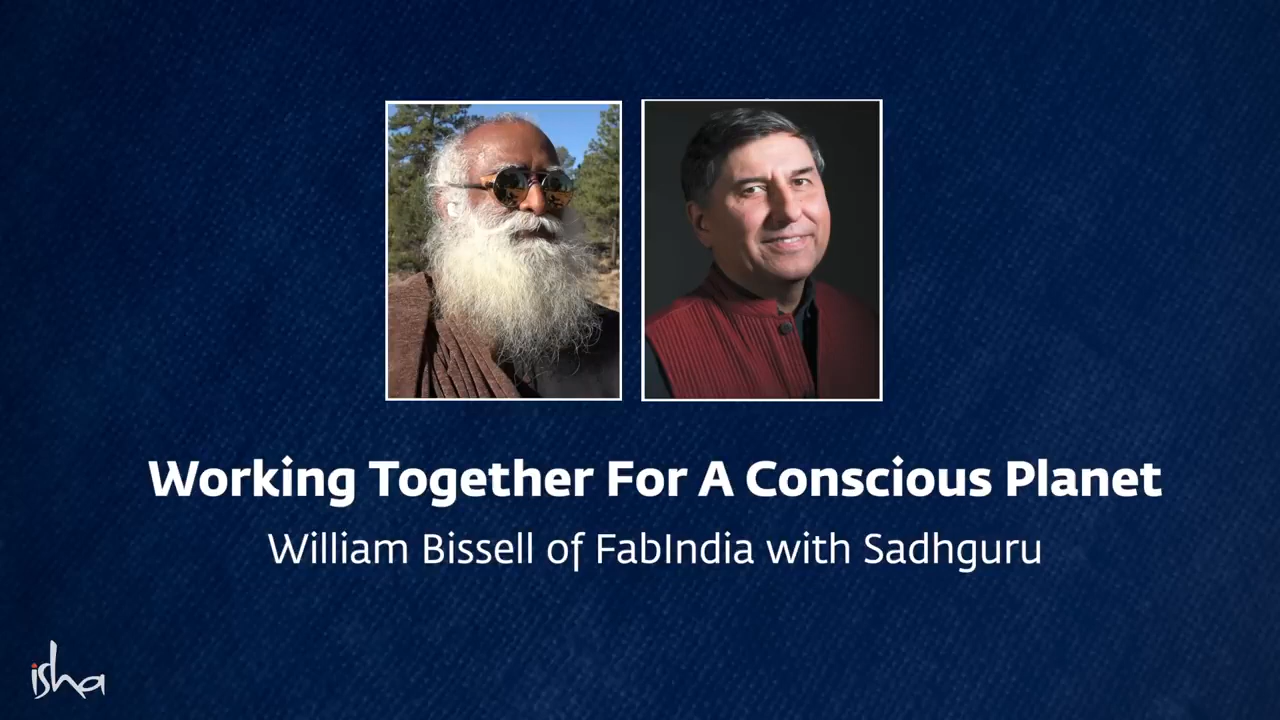 Working Together For A Conscious Planet
William Bissell of FabIndia with Sadhguru
isha